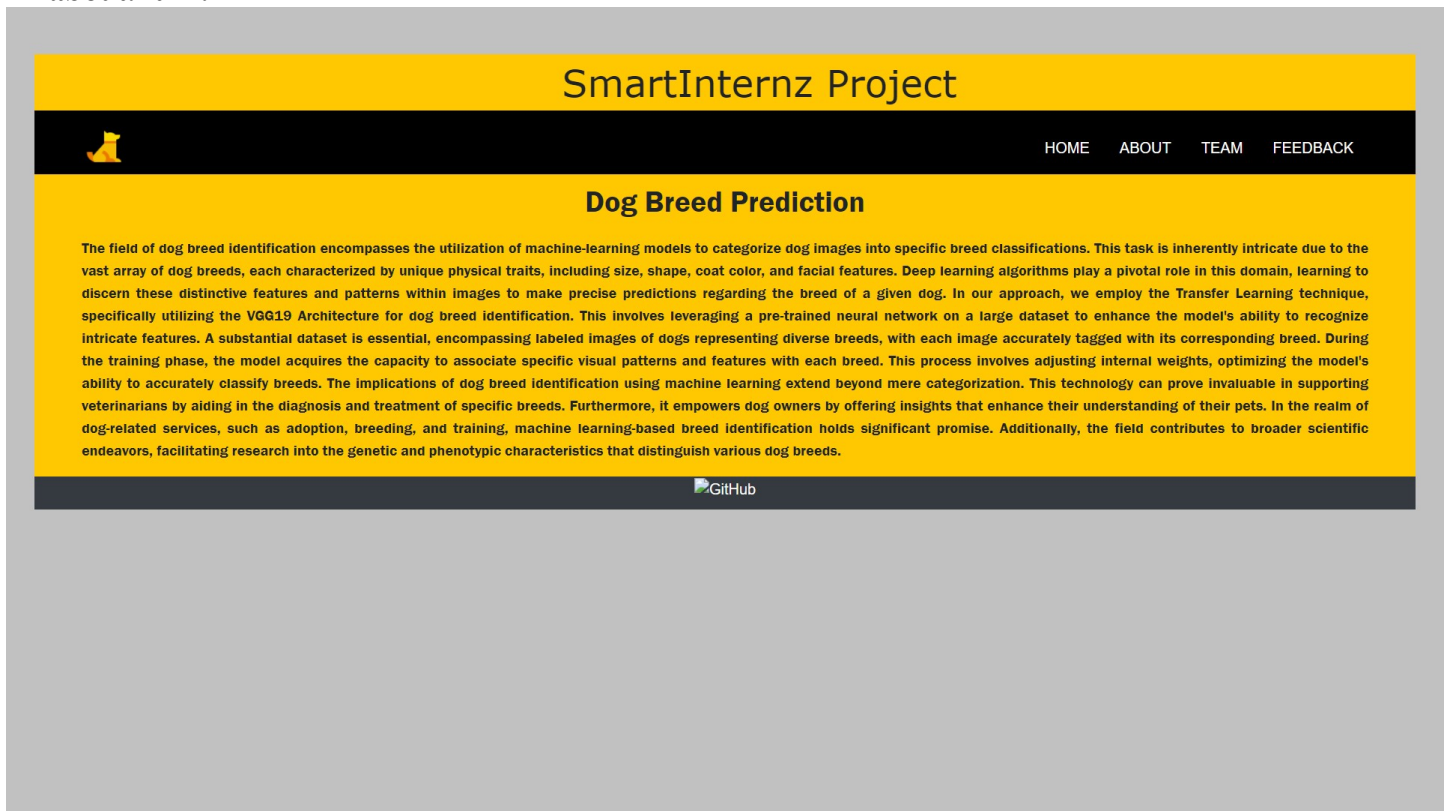 SmartInternz Project
HOME ABOUT TEAM FEEDBACK
Dog Breed Prediction
The field of dog breed identification encompasses the utilization of machine-learning models to categorize dog images into specific breed classifications. This task is inherently intricate due to the
vast array of dog breeds, each characterized by unique physical traits, including size, shape, coat color, and facial features. Deep learning algorithms play a pivotal role in this domain, learning to
discern these distinctive features and patterns within images to make precise predictions regarding the breed of a given dog. In our approach, we employ the Transfer Learning technique,
specifically utilizing the VGG19 Architecture for dog breed identification. This involves leveraging a pre-trained neural network on a large dataset to enhance the model's ability to recognize
intricate features. A substantial dataset is essential, encompassing labeled images of dogs representing diverse breeds, with each image accurately tagged with its corresponding breed. During
the training phase, the model acquires the capacity to associate specific visual patterns and features with each breed. This process involves adjusting internal weights, optimizing the model's
ability to accurately classify breeds. The implications of dog breed identification using machine learning extend beyond mere categorization. This technology can prove invaluable in supporting
veterinarians by aiding in the diagnosis and treatment of specific breeds. Furthermore, it empowers dog owners by offering insights that enhance their understanding of their pets. In the realm of
dog-related services, such as adoption, breeding, and training, machine learning-based breed identification holds significant promise. Additionally, the field contributes to broader scientific
endeavors, facilitating research into the genetic and phenotypic characteristics that distinguish various dog breeds.
GitHub